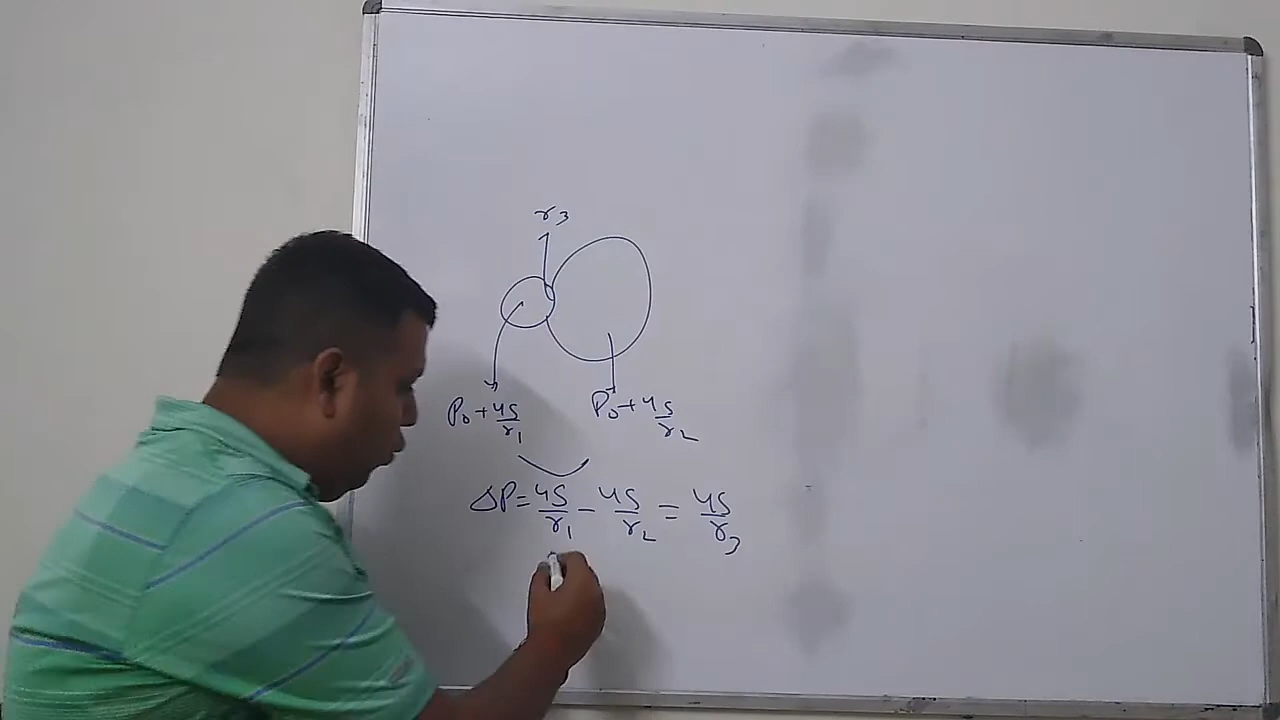 r₃
P₀ + 4S/r₁ P₀ + 4S/r₂
ΔP = 4S/r₁ - 4S/r₂ = 4S/r₃